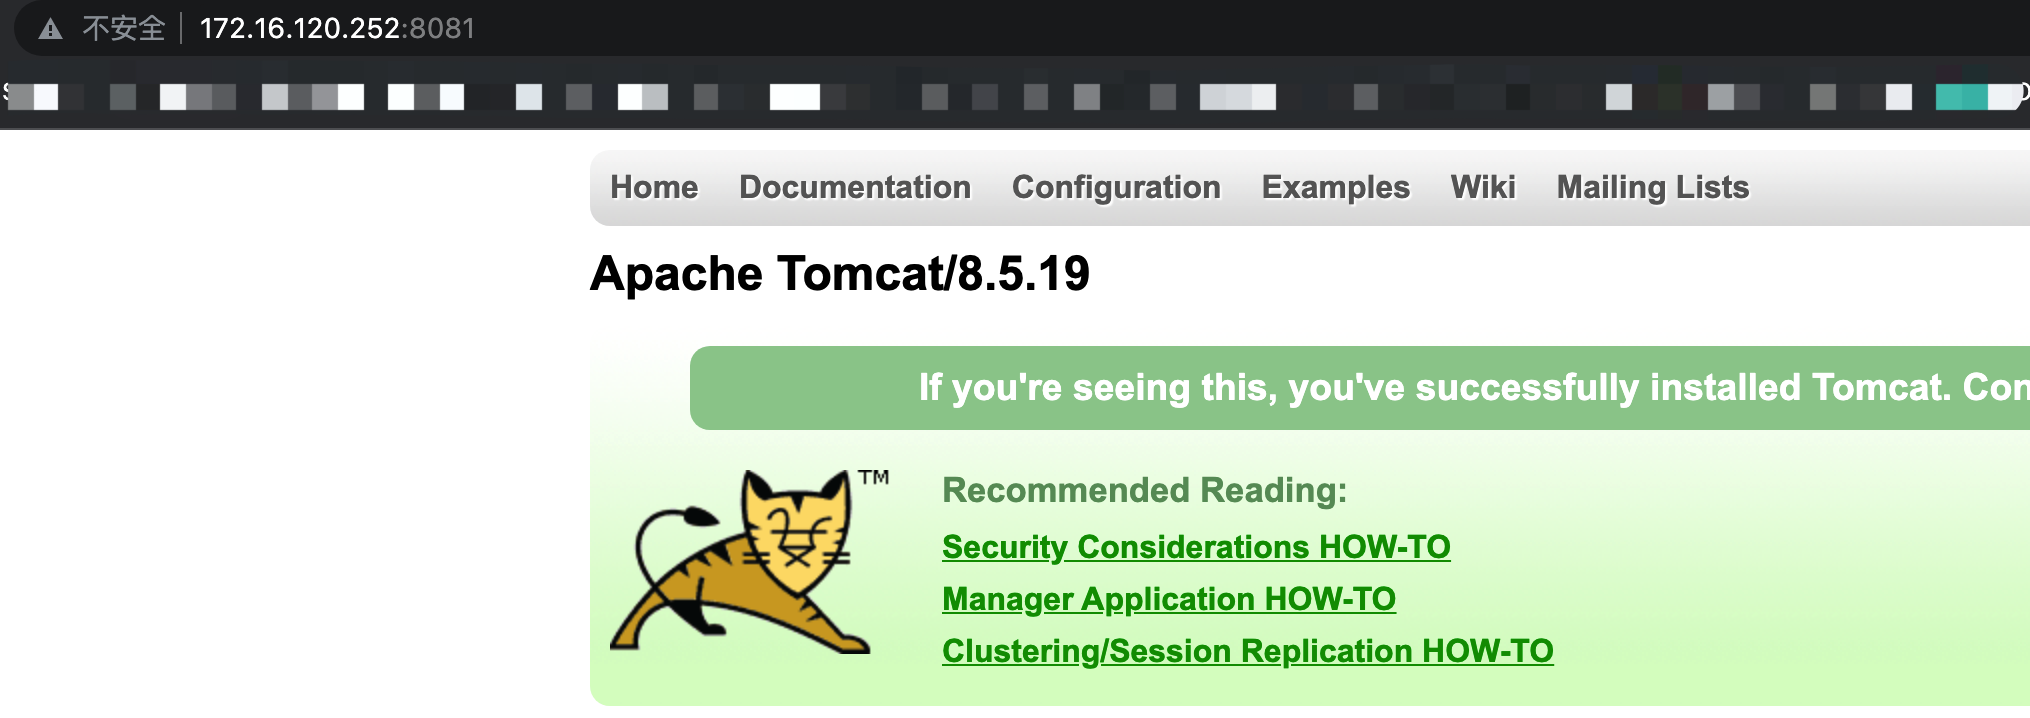 不安全 172.16.120.252:8081
Home Documentation Configuration Examples Wiki Mailing Lists
Apache Tomcat/8.5.19
If you're seeing this, you've successfully installed Tomcat. Con
TM
Recommended Reading:
Security Considerations HOW-TO
Manager Application HOW-TO
Clustering/Session Replication HOW-TO